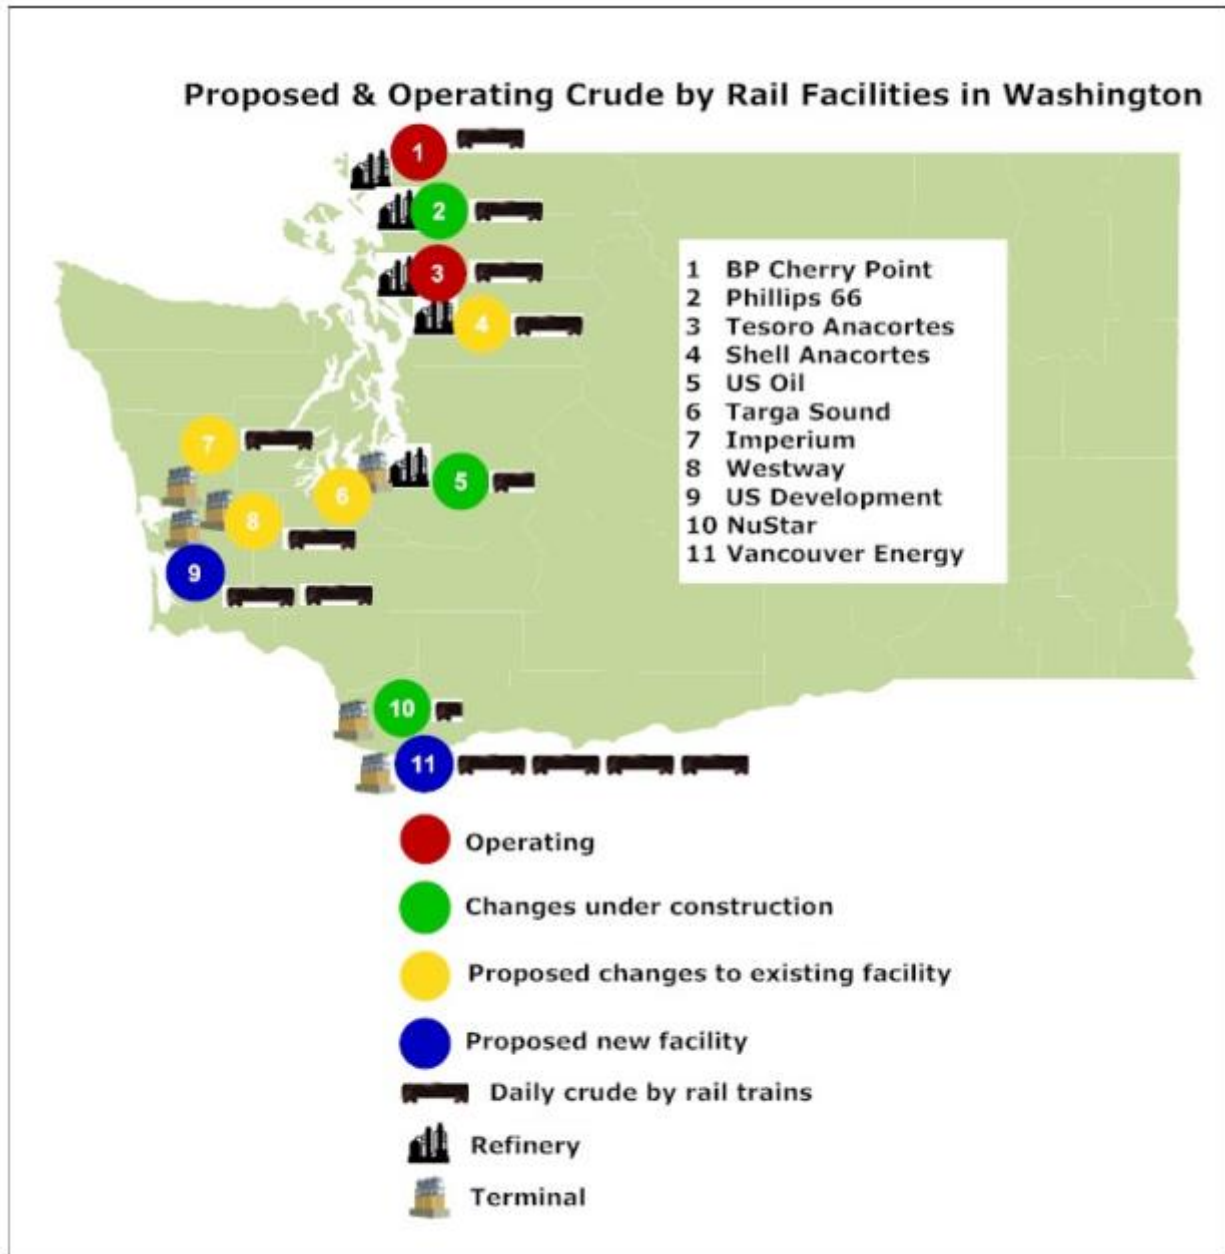 Proposed & Operating Crude by Rail Facilities in Washington
1
2
3
4
7
6
5
8
9
10
11
1 BP Cherry Point
2 Phillips 66
3 Tesoro Anacortes
4 Shell Anacortes
5 US Oil
6 Targa Sound
7 Imperium
8 Westway
9 US Development
10 NuStar
11 Vancouver Energy
Operating
Changes under construction
Proposed changes to existing facility
Proposed new facility
Daily crude by rail trains
Refinery
Terminal